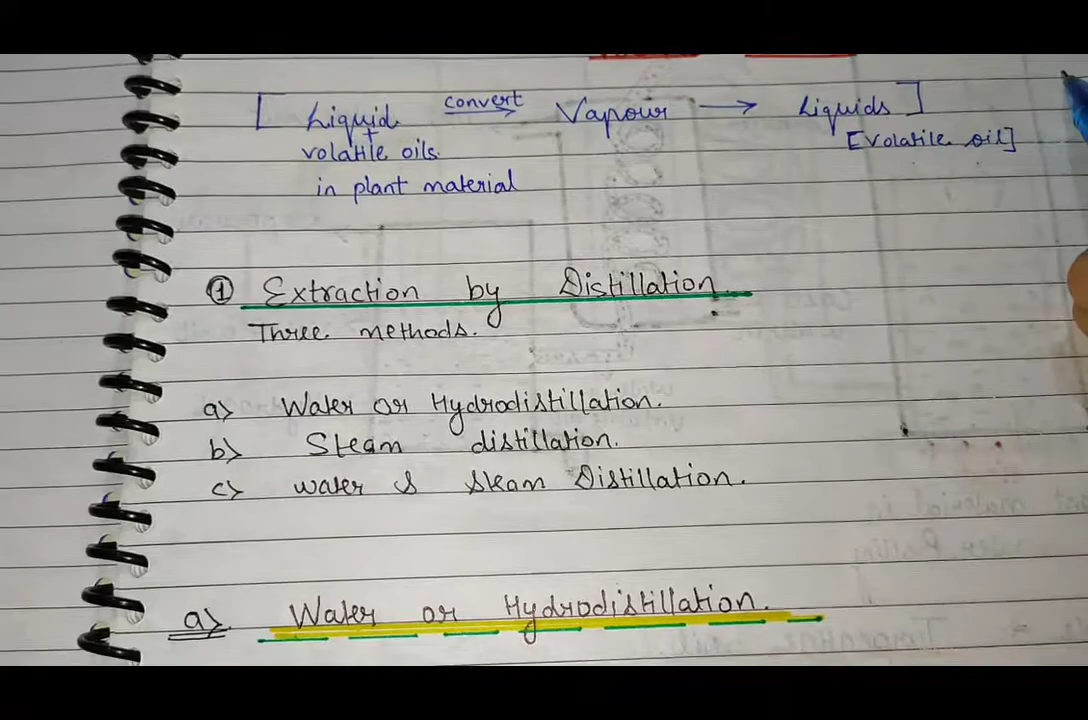 [ Liquid convert → Vapour → Liquids ]
+
volatile oils. [Volatile oil]
in plant material
① Extraction by Distillation.
Three methods.
a> Water or Hydrodistillation.
b> Steam distillation.
c> water & steam Distillation.
a>. Water or Hydrodistillation.